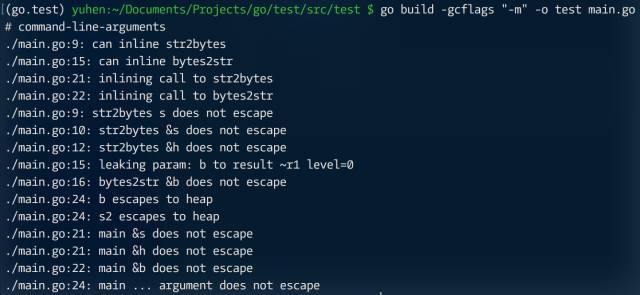 (go.test) yuhen:~/Documents/Projects/go/test/src/test $ go build -gcflags "-m" -o test main.go
# command-line-arguments
./main.go:9: can inline str2bytes
./main.go:15: can inline bytes2str
./main.go:21: inlining call to str2bytes
./main.go:22: inlining call to bytes2str
./main.go:9: str2bytes s does not escape
./main.go:10: str2bytes &s does not escape
./main.go:12: str2bytes &h does not escape
./main.go:15: leaking param: b to result ~r1 level=0
./main.go:16: bytes2str &b does not escape
./main.go:24: b escapes to heap
./main.go:24: s2 escapes to heap
./main.go:21: main &s does not escape
./main.go:21: main &h does not escape
./main.go:22: main &b does not escape
./main.go:24: main ... argument does not escape